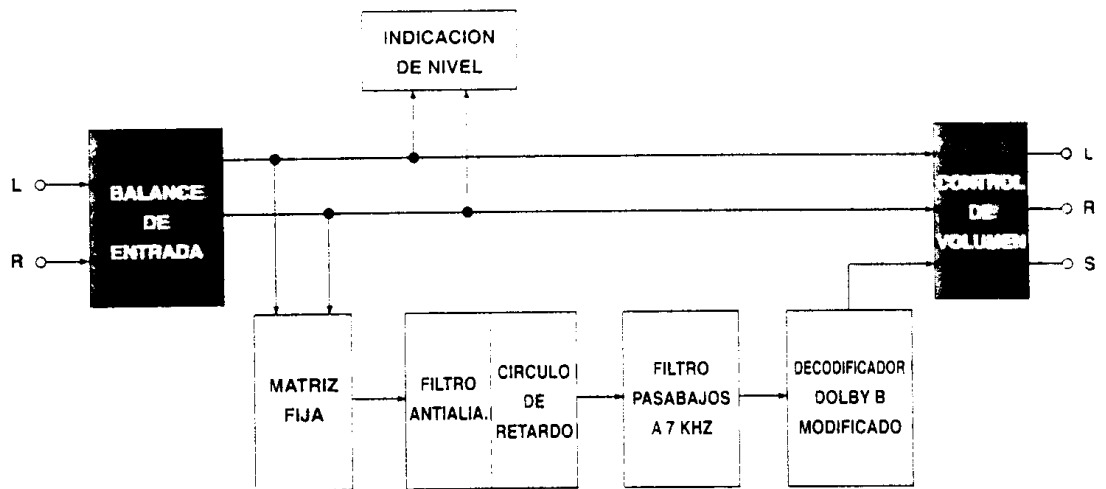 INDICACION
DE NIVEL
L
R
BALANCE
DE
ENTRADA
CONTROL
DE
VOLUMEN
L
R
S
MATRIZ
FIJA
FILTRO
ANTIALIA.
CIRCULO
DE
RETARDO
FILTRO
PASABAJOS
A 7 KHZ
DECODIFICADOR
DOLBY B
MODIFICADO